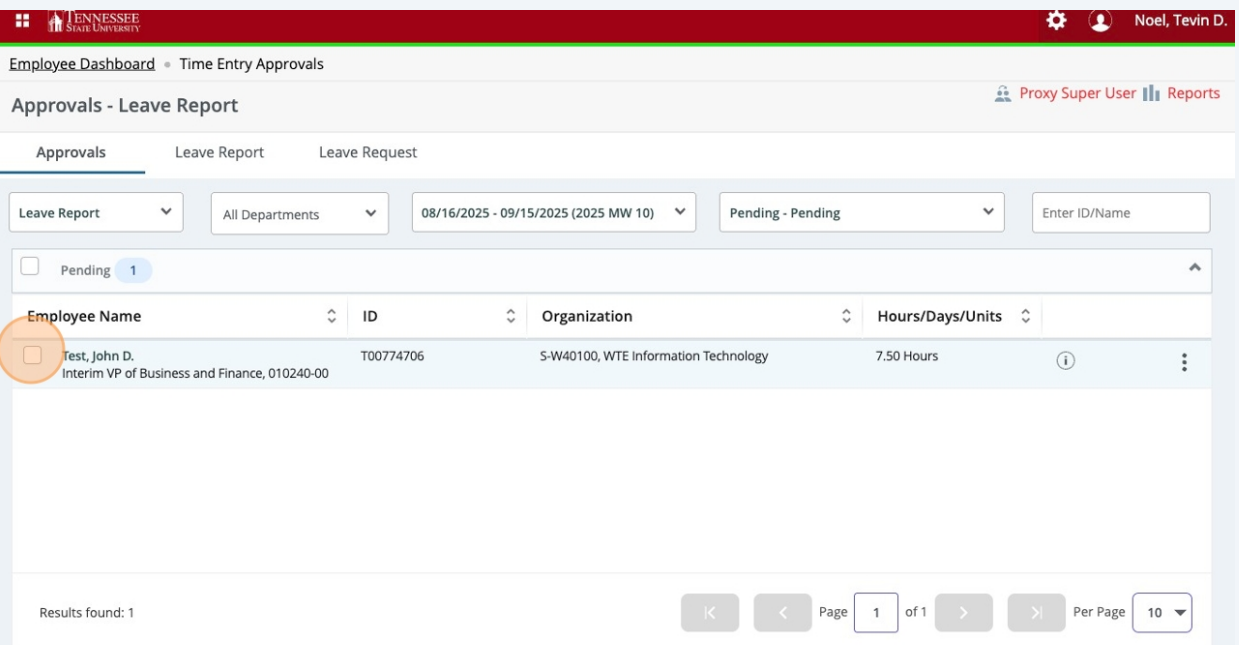 TENNESSEE
STATE UNIVERSITY
Noel, Tevin D.
Employee Dashboard • Time Entry Approvals
Approvals - Leave Report
Proxy Super User Reports
Approvals Leave Report Leave Request
Leave Report All Departments 08/16/2025 - 09/15/2025 (2025 MW 10) Pending - Pending Enter ID/Name
Pending 1
Employee Name ID Organization Hours/Days/Units
Test, John D. T00774706 S-W40100, WTE Information Technology 7.50 Hours
Interim VP of Business and Finance, 010240-00
Results found: 1 Page 1 of 1 Per Page 10